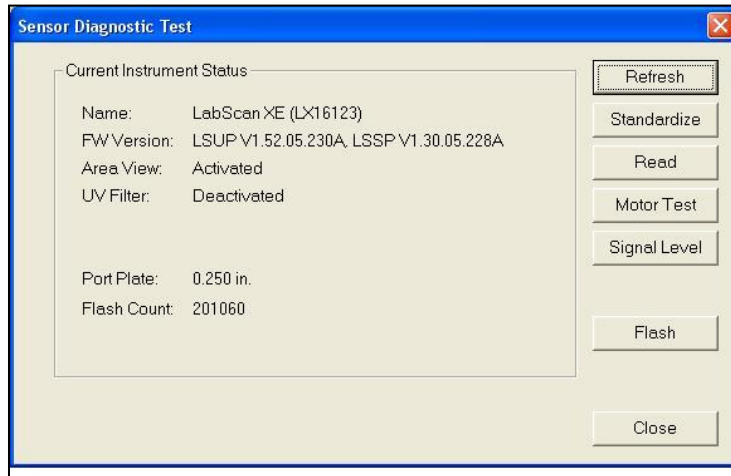 Sensor Diagnostic Test
Current Instrument Status
Name: LabScan XE (LX16123)
FW Version: LSUP V1.52.05.230A, LSSP V1.30.05.228A
Area View: Activated
UV Filter: Deactivated
Port Plate: 0.250 in.
Flash Count: 201060
Refresh
Standardize
Read
Motor Test
Signal Level
Flash
Close